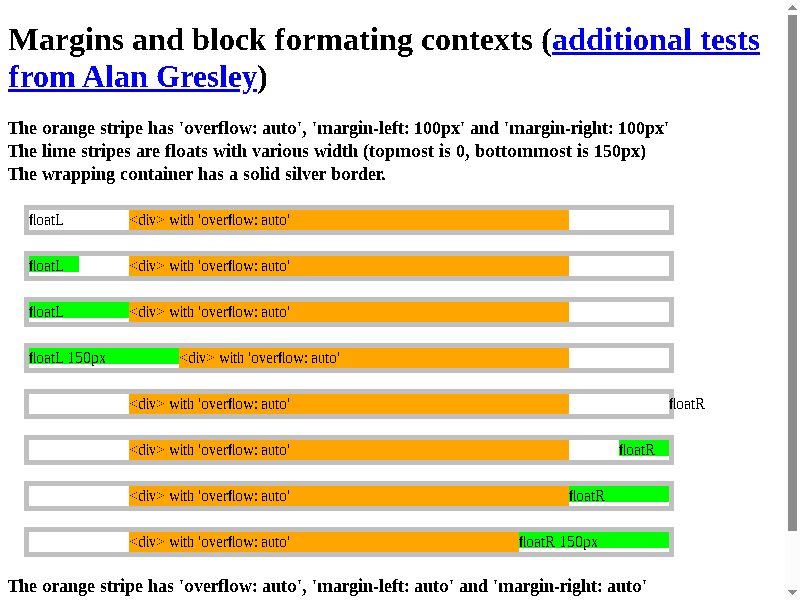 Margins and block formating contexts (additional tests
from Alan Gresley)
The orange stripe has 'overflow: auto', 'margin-left: 100px' and 'margin-right: 100px'
The lime stripes are floats with various width (topmost is 0, bottommost is 150px)
The wrapping container has a solid silver border.
floatL <div> with 'overflow: auto'
floatL <div> with 'overflow: auto'
floatL <div> with 'overflow: auto'
floatL 150px <div> with 'overflow: auto'
<div> with 'overflow: auto' floatR
<div> with 'overflow: auto' floatR
<div> with 'overflow: auto' floatR
<div> with 'overflow: auto' floatR 150px
The orange stripe has 'overflow: auto', 'margin-left: auto' and 'margin-right: auto'